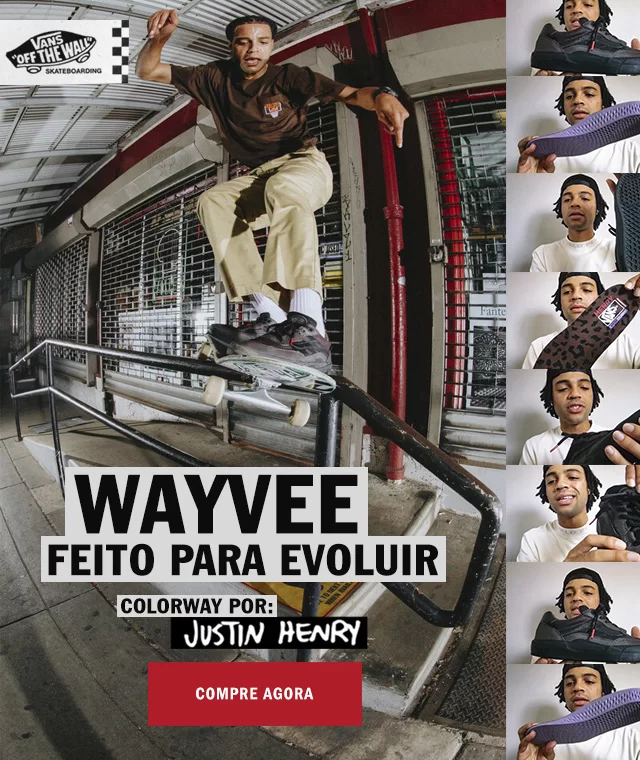 VANS
"OFF THE WALL"
SKATEBOARDING
WAYVEE
FEITO PARA EVOLUIR
COLORWAY POR:
JUSTIN HENRY
COMPRE AGORA